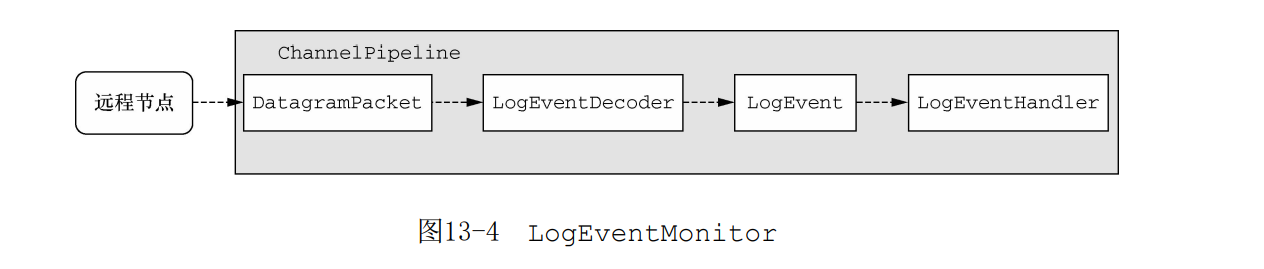 ChannelPipeline
远程节点
DatagramPacket
LogEventDecoder
LogEvent
LogEventHandler
图13-4 LogEventMonitor